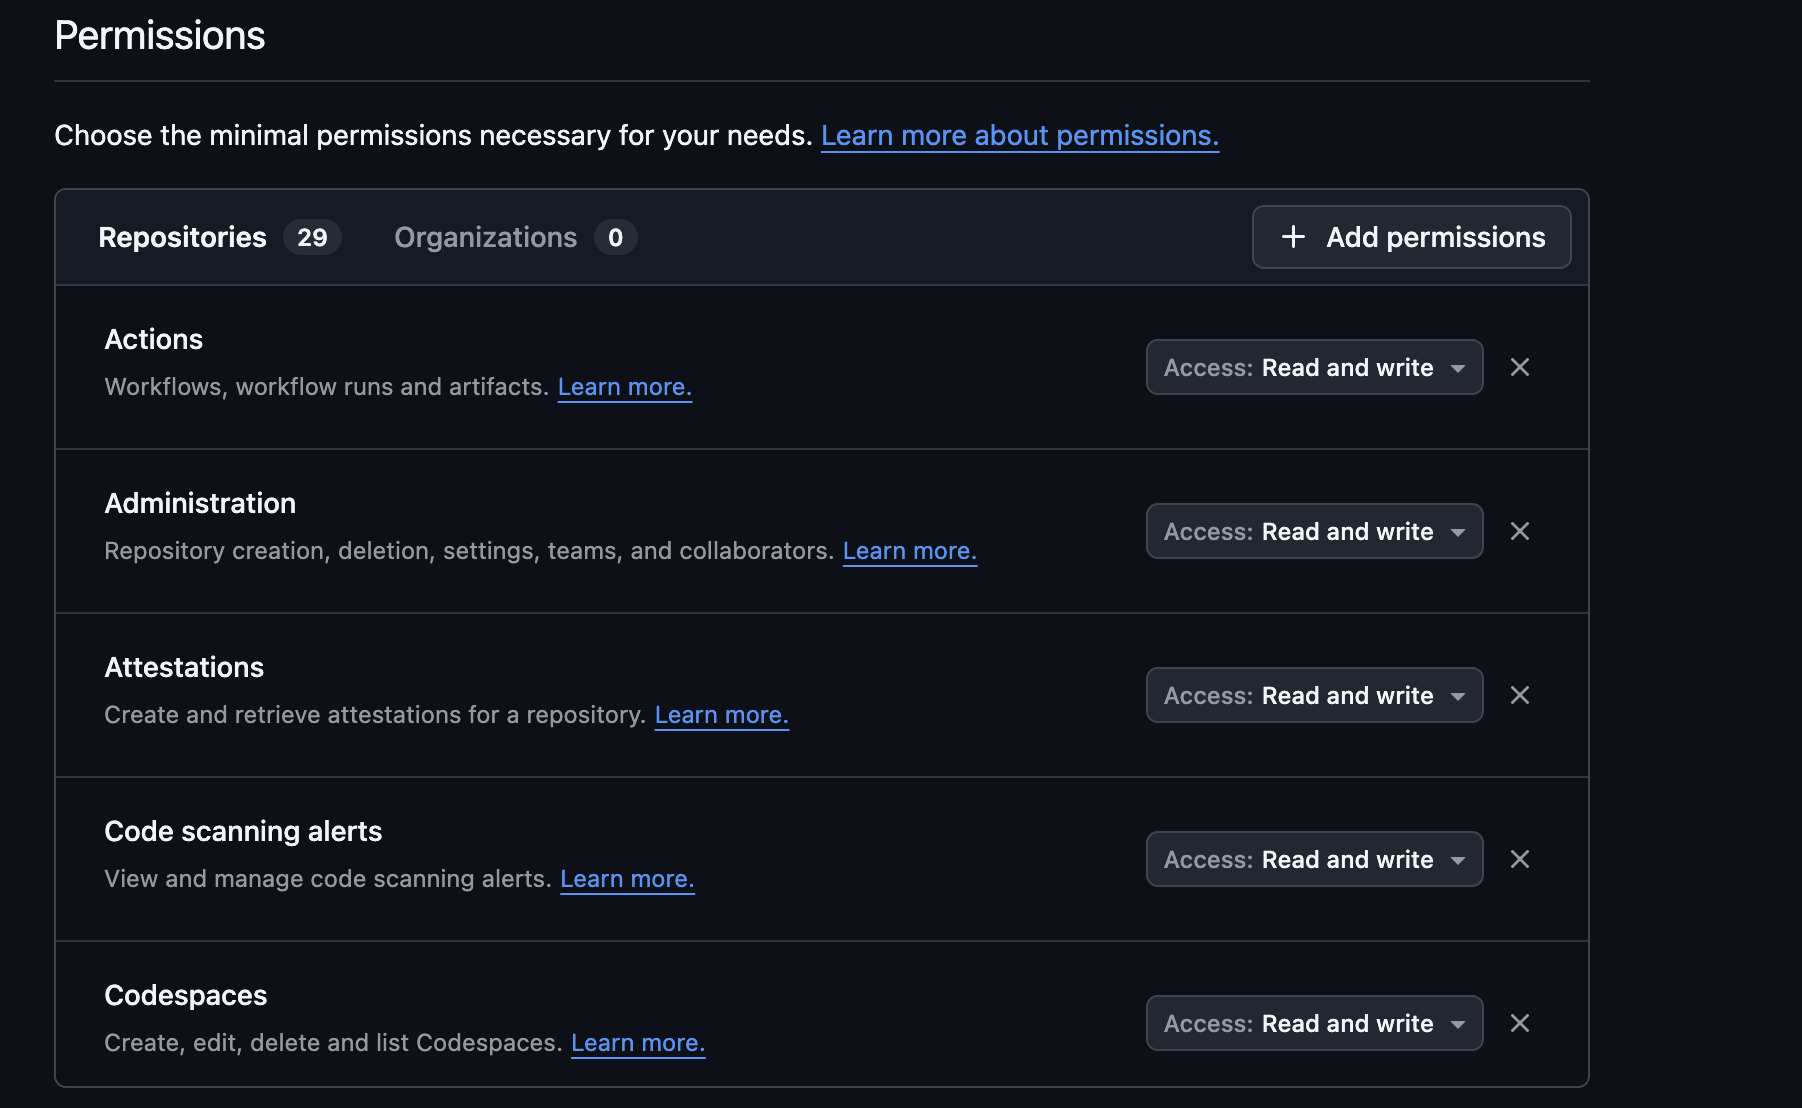 Permissions
Choose the minimal permissions necessary for your needs. Learn more about permissions.
Repositories 29 Organizations 0 + Add permissions
Actions
Workflows, workflow runs and artifacts. Learn more.
Access: Read and write
Administration
Repository creation, deletion, settings, teams, and collaborators. Learn more.
Access: Read and write
Attestations
Create and retrieve attestations for a repository. Learn more.
Access: Read and write
Code scanning alerts
View and manage code scanning alerts. Learn more.
Access: Read and write
Codespaces
Create, edit, delete and list Codespaces. Learn more.
Access: Read and write